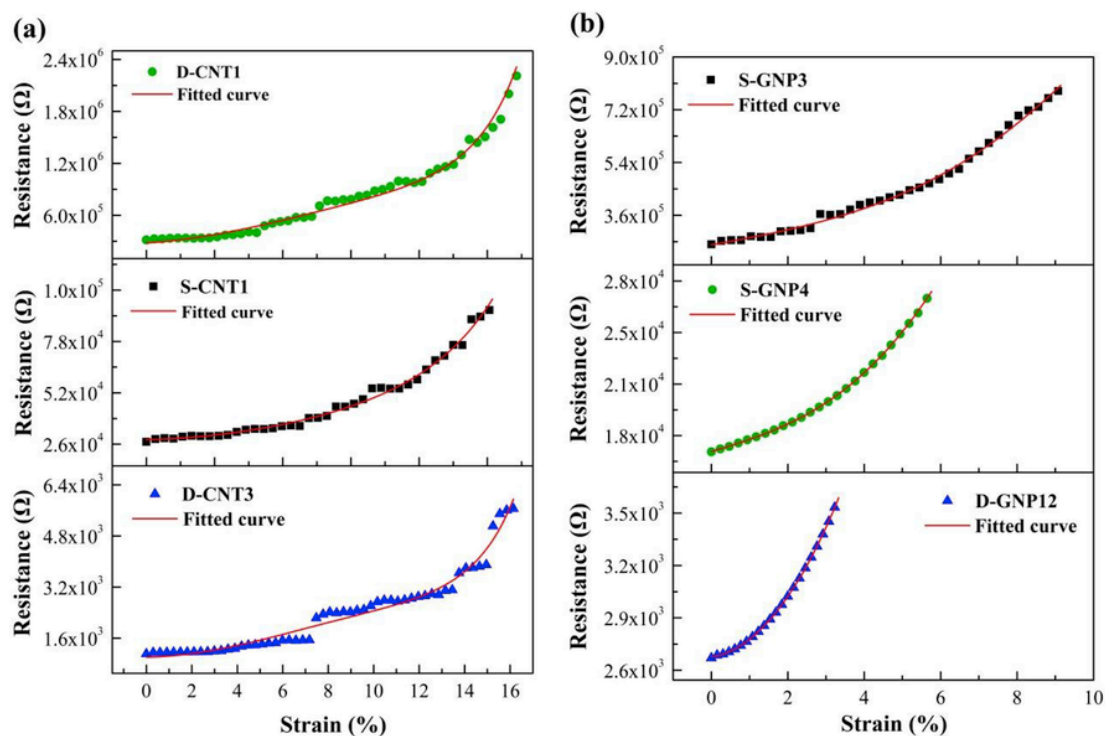 (a)
2.4x10⁶
1.8x10⁶
1.2x10⁶
6.0x10⁵
Resistance (Ω)
D-CNT1
Fitted curve
1.0x10⁵
7.8x10⁴
5.2x10⁴
2.6x10⁴
Resistance (Ω)
S-CNT1
Fitted curve
6.4x10³
4.8x10³
3.2x10³
1.6x10³
Resistance (Ω)
D-CNT3
Fitted curve
0 2 4 6 8 10 12 14 16
Strain (%)
(b)
9.0x10⁵
7.2x10⁵
5.4x10⁵
3.6x10⁵
Resistance (Ω)
S-GNP3
Fitted curve
2.8x10⁴
2.5x10⁴
2.1x10⁴
1.8x10⁴
Resistance (Ω)
S-GNP4
Fitted curve
3.5x10³
3.2x10³
2.9x10³
2.6x10³
Resistance (Ω)
D-GNP12
Fitted curve
0 2 4 6 8 10
Strain (%)